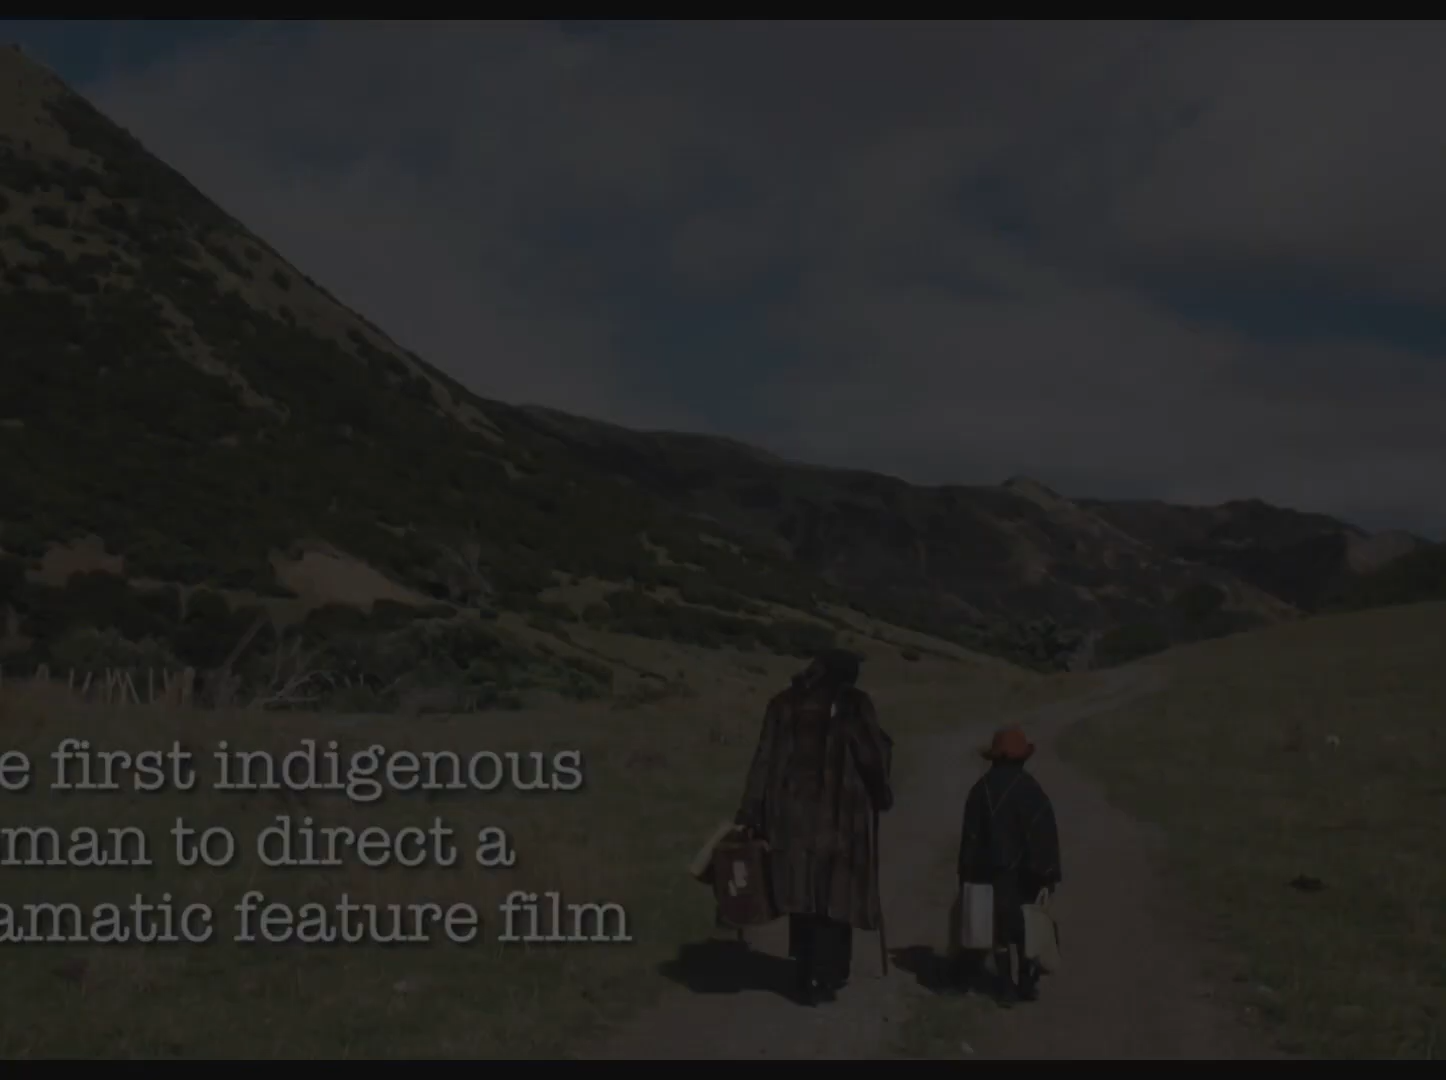 e first indigenous
man to direct a
amatic feature film